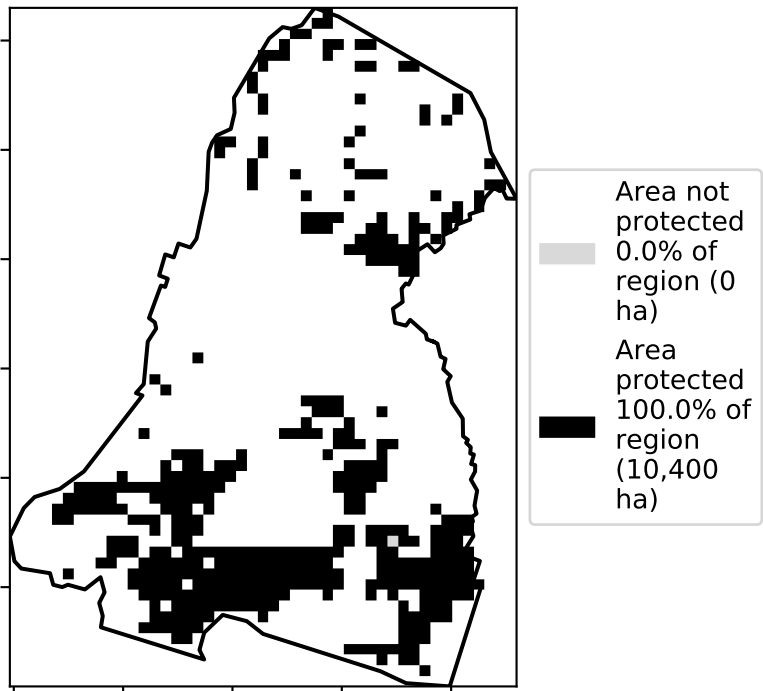 Area not
protected
0.0% of
region (0
ha)
Area
protected
100.0% of
region
(10,400
ha)